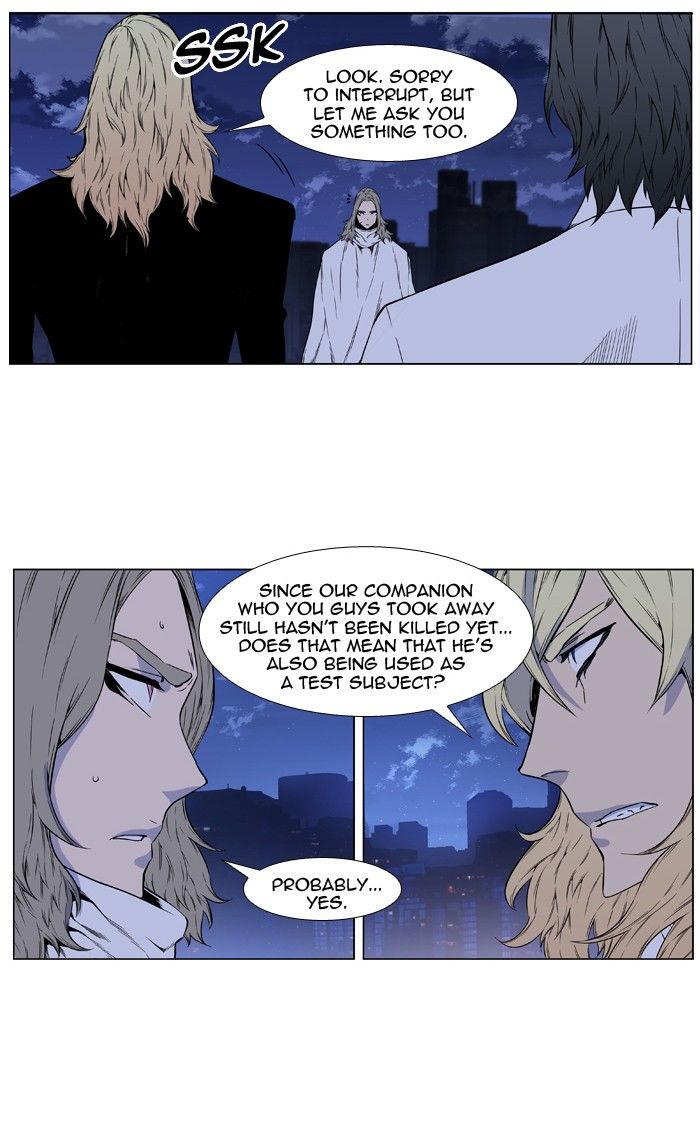 SSK
LOOK. SORRY
TO INTERRUPT, BUT
LET ME ASK YOU
SOMETHING TOO.
SINCE OUR COMPANION
WHO YOU GUYS TOOK AWAY
STILL HASN'T BEEN KILLED YET...
DOES THAT MEAN THAT HE'S
ALSO BEING USED AS
A TEST SUBJECT?
PROBABLY...
YES.